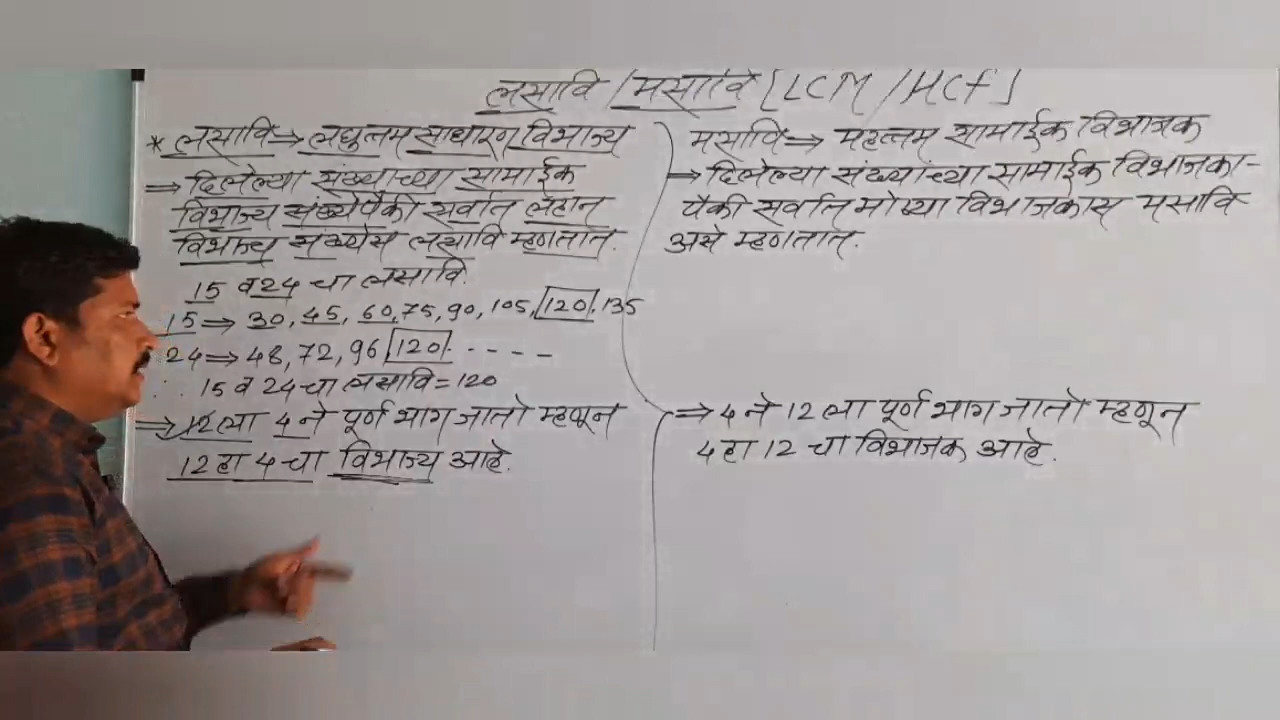 लसावि / मसावि [LCM / HCF]
* लसावि ⇒ लघुत्तम साधारण विभाज्य
⇒ दिलेल्या संख्यांच्या सामाईक
विभाज्य संख्येपैकी सर्वात लहान
विभाज्य संख्येस लसावि म्हणतात.
15 व 24 चा लसावि.
15 ⇒ 30, 45, 60, 75, 90, 105, 120, 135
24 ⇒ 48, 72, 96 120, - - - -
∴ 15 व 24 चा लसावि = 120
⇒ 12 ला 4 ने पूर्ण भाग जातो म्हणून
12 हा 4 चा विभाज्य आहे.
मसावि ⇒ महत्तम सामाईक विभाजक
⇒ दिलेल्या संख्यांच्या सामाईक विभाजका-
पैकी सर्वात मोठ्या विभाजकास मसावि
असे म्हणतात.
⇒ 4 ने 12 ला पूर्ण भाग जातो म्हणून
4 हा 12 चा विभाजक आहे.